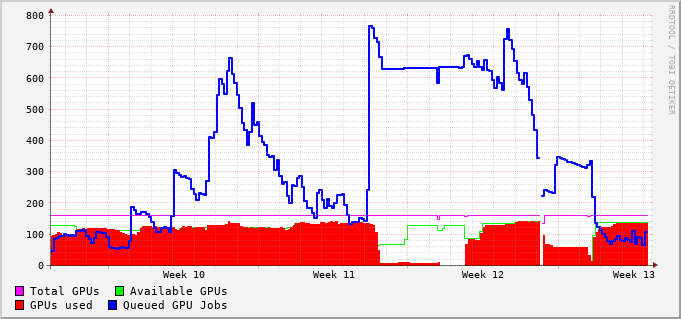 800
700
600
500
400
300
200
100
0
Week 10 Week 11 Week 12 Week 13
Total GPUs Available GPUs
GPUs used Queued GPU Jobs
RRDTOOL / TOBI OETIKER